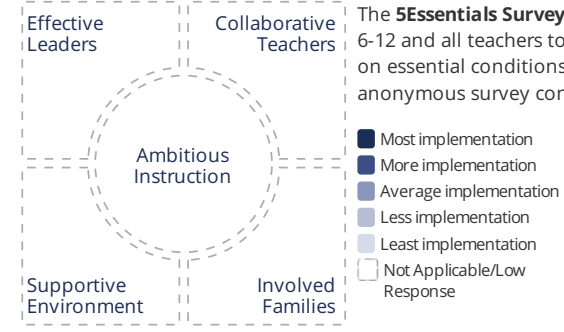 Effective
Leaders
Collaborative
Teachers
Ambitious
Instruction
Supportive
Environment
Involved
Families
The 5Essentials Survey
6-12 and all teachers to
on essential conditions
anonymous survey con
Most implementation
More implementation
Average implementation
Less implementation
Least implementation
Not Applicable/Low
Response